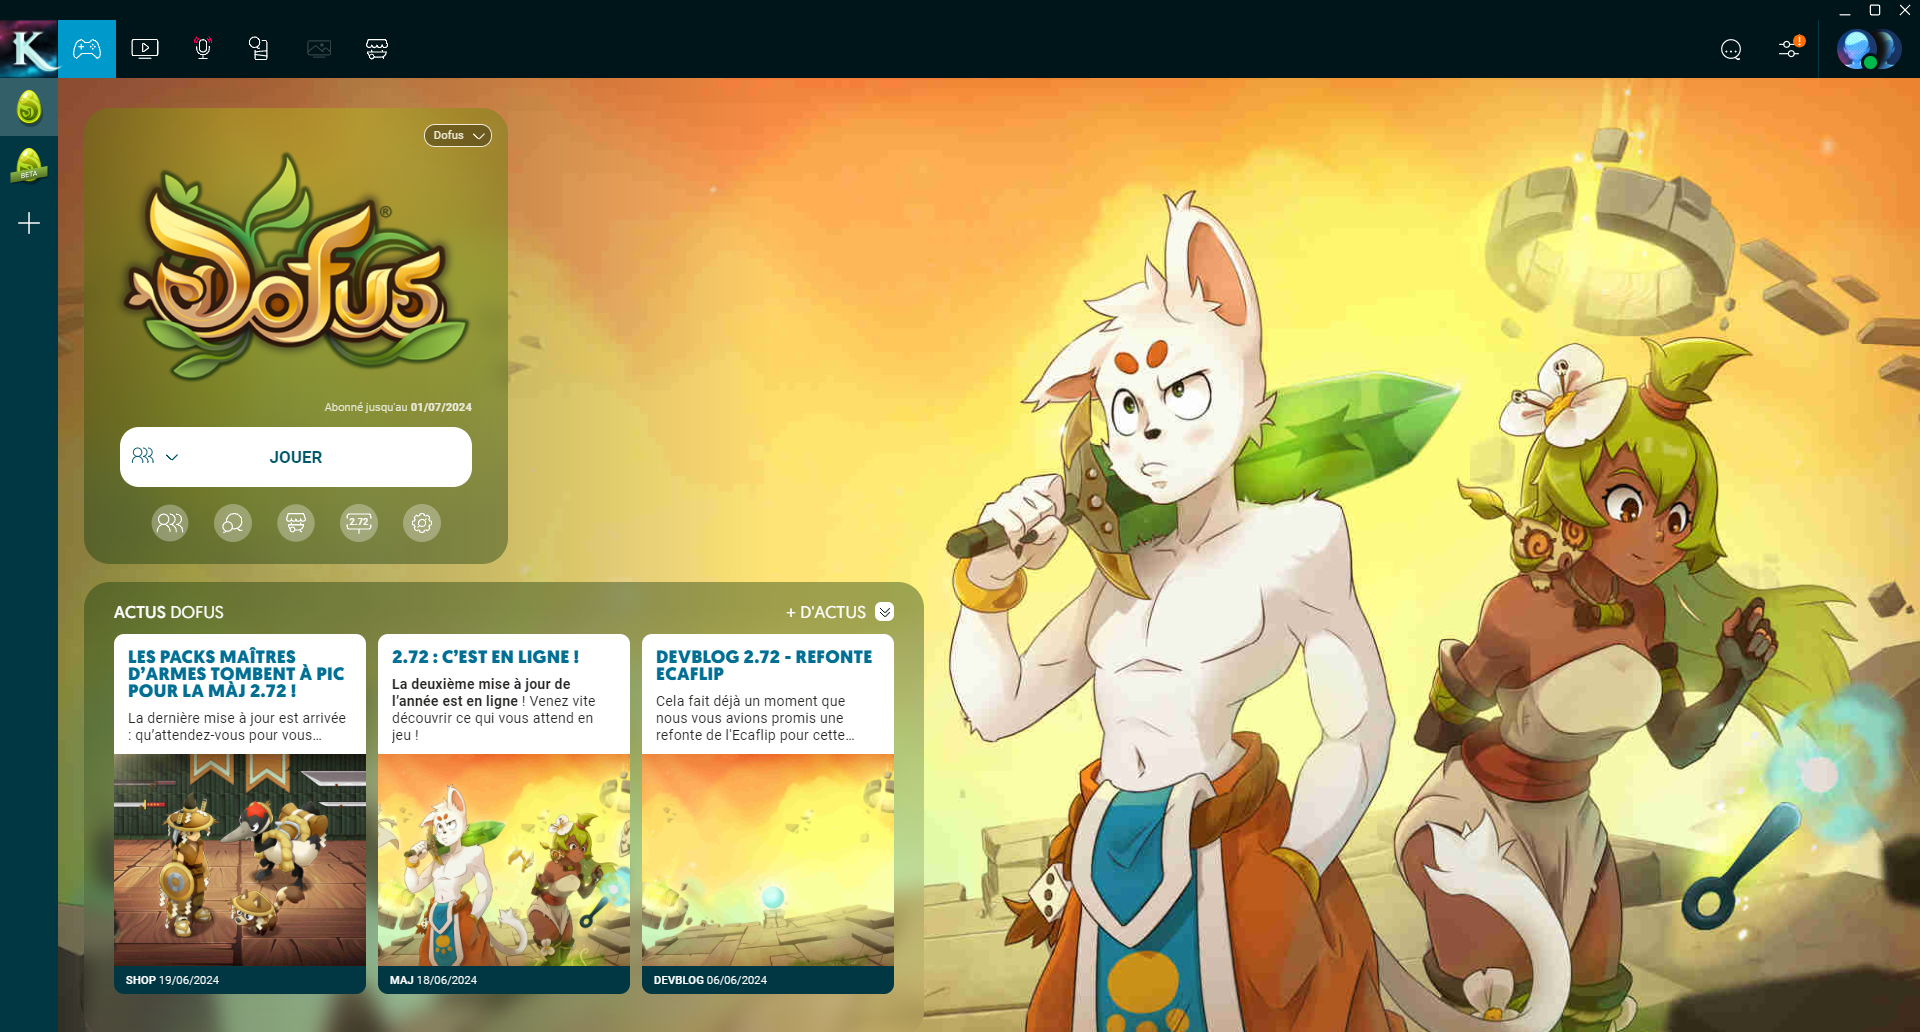 K
BETA
Dofus
Dofus®
Abonné jusqu'au 01/07/2024
JOUER
2.72
ACTUS DOFUS
+ D'ACTUS
LES PACKS MAÎTRES
D’ARMES TOMBENT À PIC
POUR LA MÀJ 2.72 !
La dernière mise à jour est arrivée
: qu’attendez-vous pour vous...
SHOP 19/06/2024
2.72 : C’EST EN LIGNE !
La deuxième mise à jour de
l’année est en ligne ! Venez vite
découvrir ce qui vous attend en
jeu !
MAJ 18/06/2024
DEVBLOG 2.72 - REFONTE
ECAFLIP
Cela fait déjà un moment que
nous vous avions promis une
refonte de l'Ecaflip pour cette...
DEVBLOG 06/06/2024